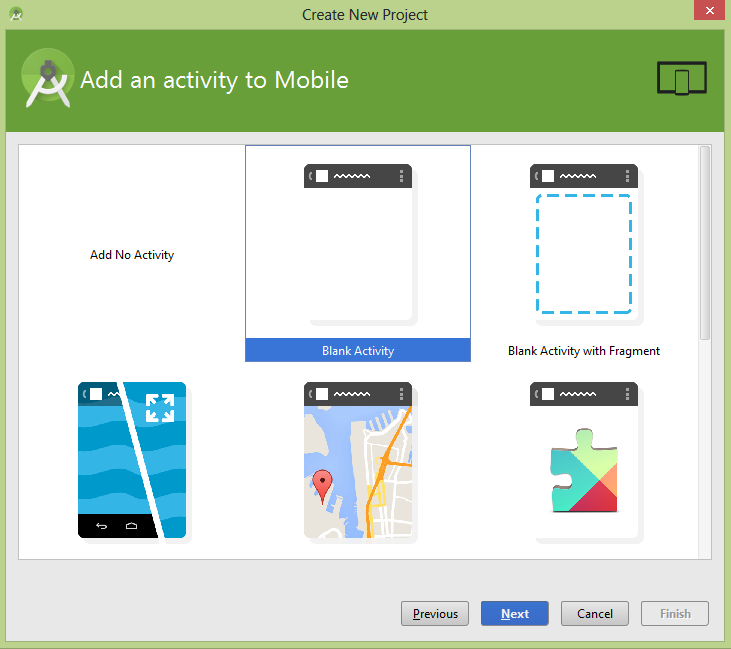 Create New Project
Add an activity to Mobile
Add No Activity
Blank Activity
Blank Activity with Fragment
Previous
Next
Cancel
Finish